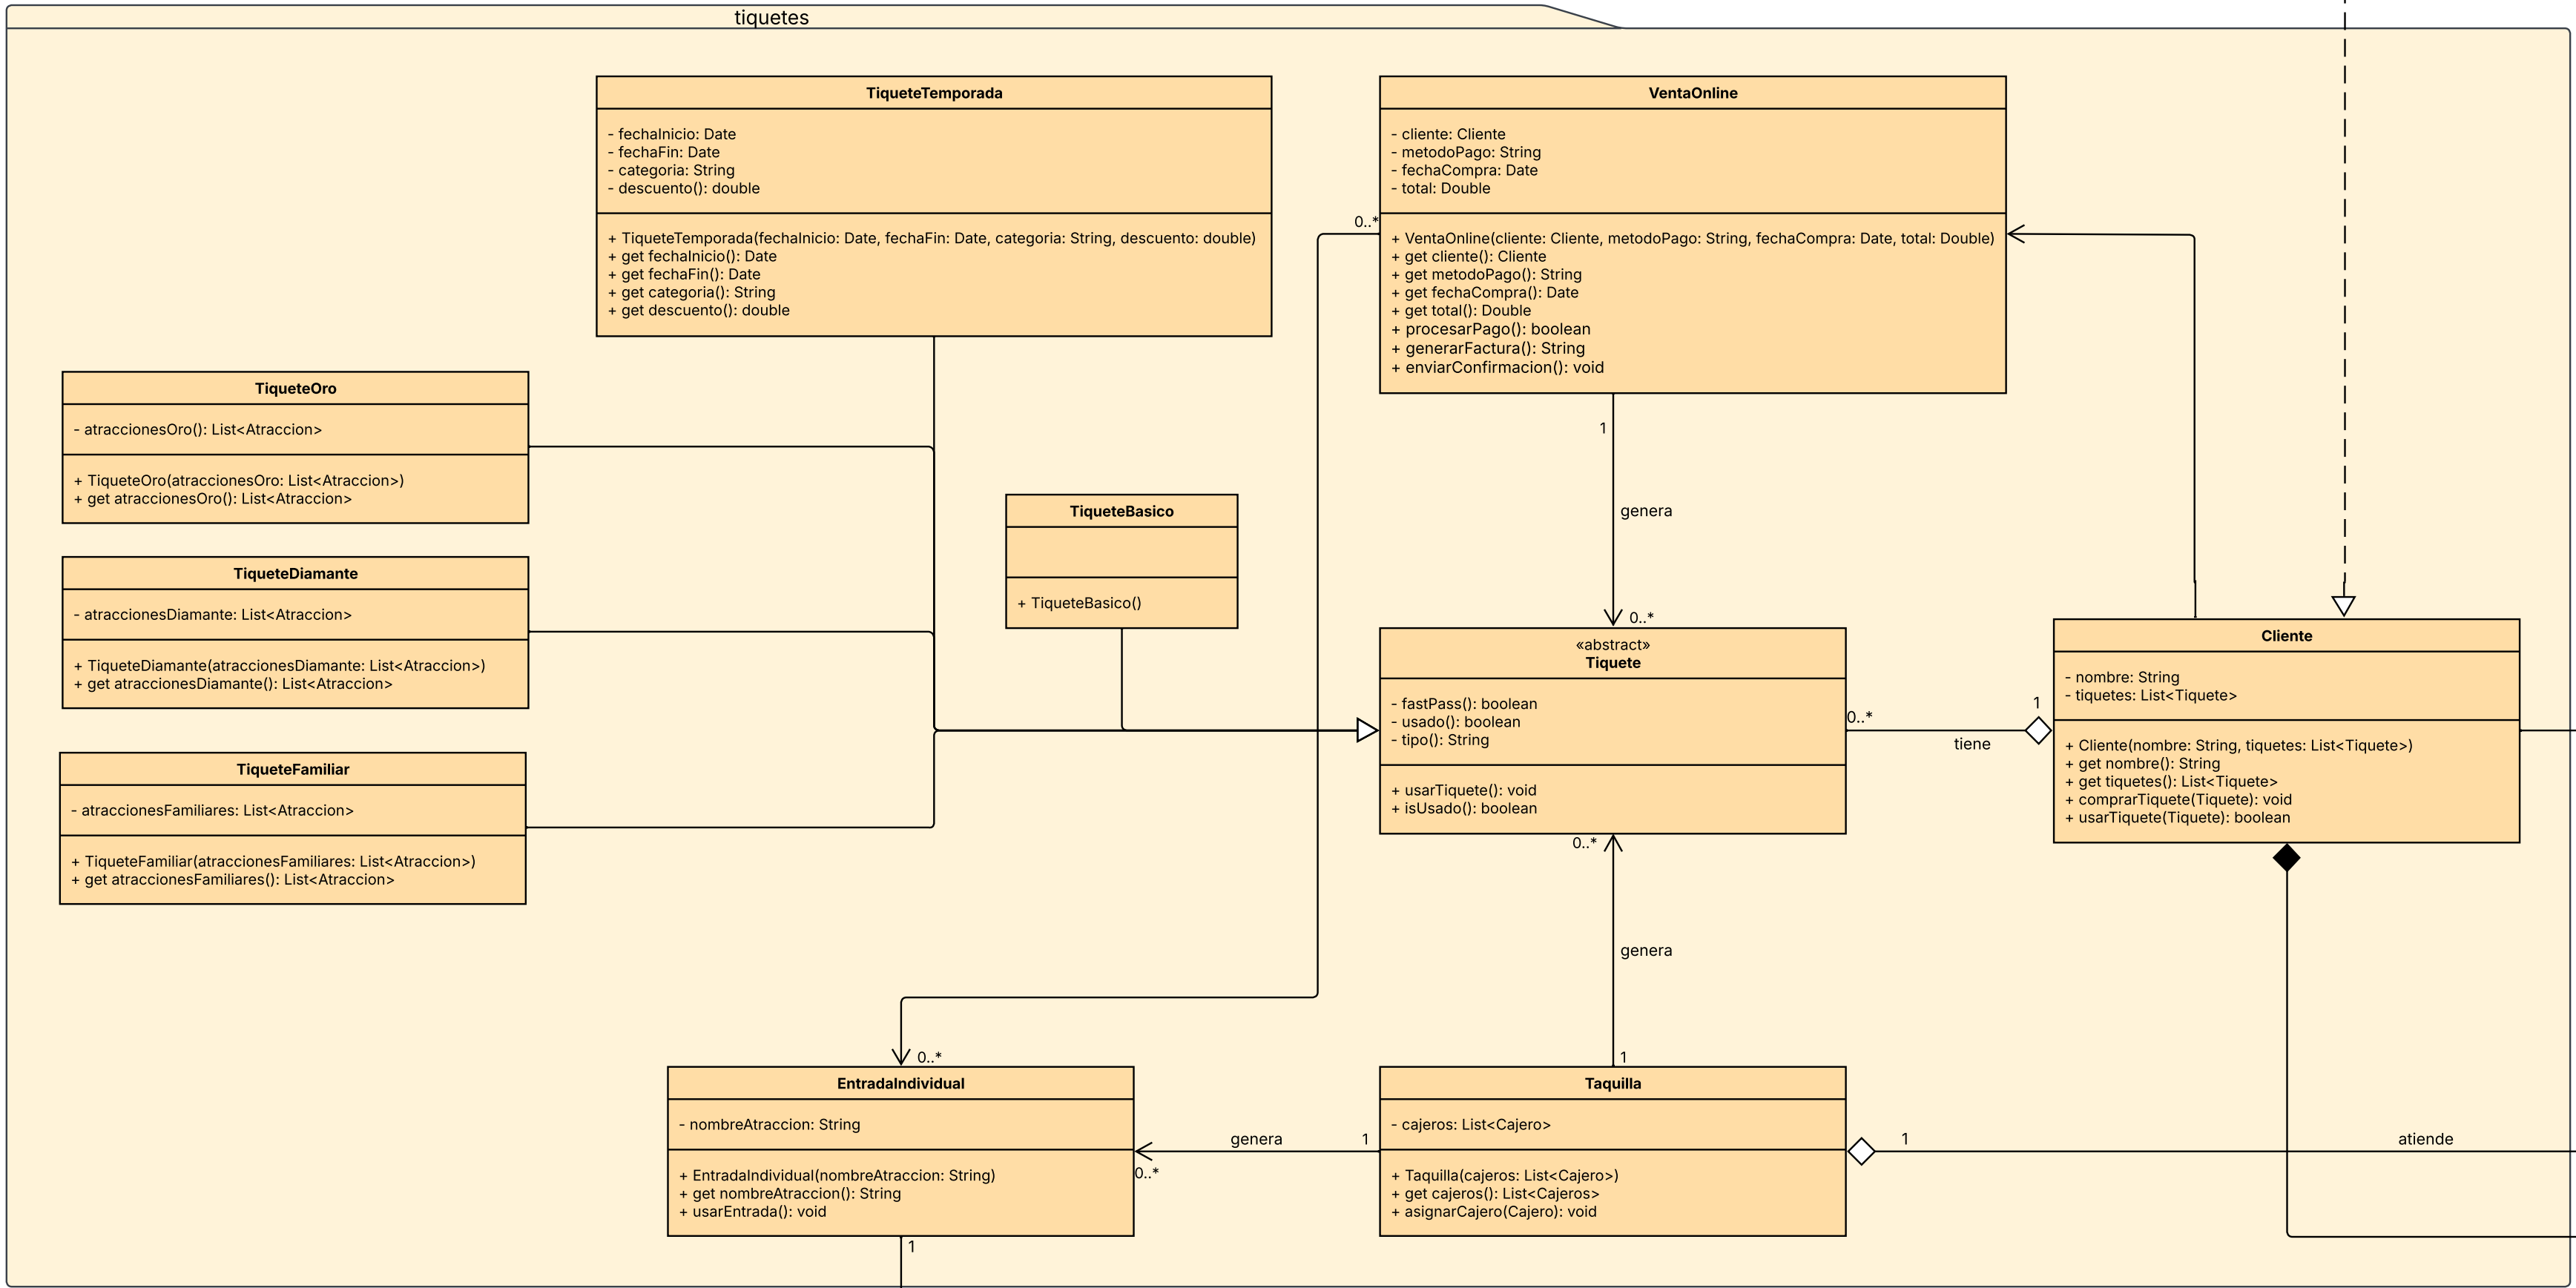 tiquetes
TiqueteTemporada
- fechaInicio: Date
- fechaFin: Date
- categoria: String
- descuento(): double
+ TiqueteTemporada(fechaInicio: Date, fechaFin: Date, categoria: String, descuento: double)
+ get fechaInicio(): Date
+ get fechaFin(): Date
+ get categoria(): String
+ get descuento(): double
VentaOnline
- cliente: Cliente
- metodoPago: String
- fechaCompra: Date
- total: Double
0..*
+ VentaOnline(cliente: Cliente, metodoPago: String, fechaCompra: Date, total: Double)
+ get cliente(): Cliente
+ get metodoPago(): String
+ get fechaCompra(): Date
+ get total(): Double
+ procesarPago(): boolean
+ generarFactura(): String
+ enviarConfirmacion(): void
TiqueteOro
- atraccionesOro(): List<Atraccion>
+ TiqueteOro(atraccionesOro: List<Atraccion>)
+ get atraccionesOro(): List<Atraccion>
1
genera
0..*
TiqueteBasico
+ TiqueteBasico()
TiqueteDiamante
- atraccionesDiamante: List<Atraccion>
+ TiqueteDiamante(atraccionesDiamante: List<Atraccion>)
+ get atraccionesDiamante(): List<Atraccion>
«abstract»
Tiquete
- fastPass(): boolean
- usado(): boolean
- tipo(): String
+ usarTiquete(): void
+ isUsado(): boolean
0..*
tiene
1
Cliente
- nombre: String
- tiquetes: List<Tiquete>
+ Cliente(nombre: String, tiquetes: List<Tiquete>)
+ get nombre(): String
+ get tiquetes(): List<Tiquete>
+ comprarTiquete(Tiquete): void
+ usarTiquete(Tiquete): boolean
TiqueteFamiliar
- atraccionesFamiliares: List<Atraccion>
+ TiqueteFamiliar(atraccionesFamiliares: List<Atraccion>)
+ get atraccionesFamiliares(): List<Atraccion>
0..*
genera
1
0..*
EntradaIndividual
- nombreAtraccion: String
+ EntradaIndividual(nombreAtraccion: String)
+ get nombreAtraccion(): String
+ usarEntrada(): void
1
genera
1
0..*
Taquilla
- cajeros: List<Cajero>
+ Taquilla(cajeros: List<Cajero>)
+ get cajeros(): List<Cajeros>
+ asignarCajero(Cajero): void
1
atiende